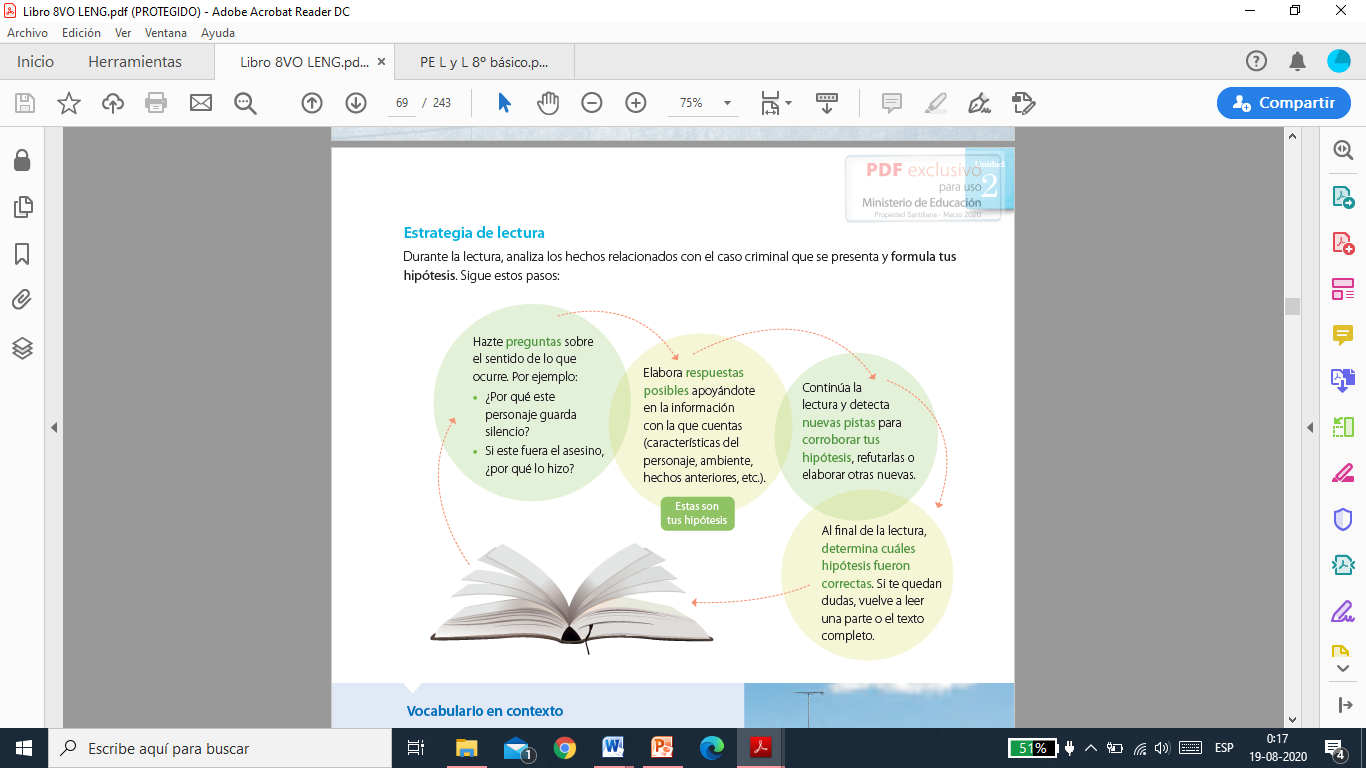 Libro 8VO LENG.pdf (PROTEGIDO) - Adobe Acrobat Reader DC
Archivo Edición Ver Ventana Ayuda
Inicio Herramientas Libro 8VO LENG.pd... × PE L y L 8º básico.p...
69 / 243 75% Compartir
PDF exclusivo
para uso
Ministerio de Educación
Propiedad Santillana - Marzo 2020
Unidad
2
Estrategia de lectura
Durante la lectura, analiza los hechos relacionados con el caso criminal que se presenta y formula tus
hipótesis. Sigue estos pasos:
Hazte preguntas sobre
el sentido de lo que
ocurre. Por ejemplo:
• ¿Por qué este
personaje guarda
silencio?
• Si este fuera el asesino,
¿por qué lo hizo?
Elabora respuestas
posibles apoyándote
en la información
con la que cuentas
(características del
personaje, ambiente,
hechos anteriores, etc.).
Estas son
tus hipótesis
Continúa la
lectura y detecta
nuevas pistas para
corroborar tus
hipótesis, refutarlas o
elaborar otras nuevas.
Al final de la lectura,
determina cuáles
hipótesis fueron
correctas. Si te quedan
dudas, vuelve a leer
una parte o el texto
completo.
Vocabulario en contexto
Escribe aquí para buscar
1
51%
ESP
0:17
19-08-2020
4